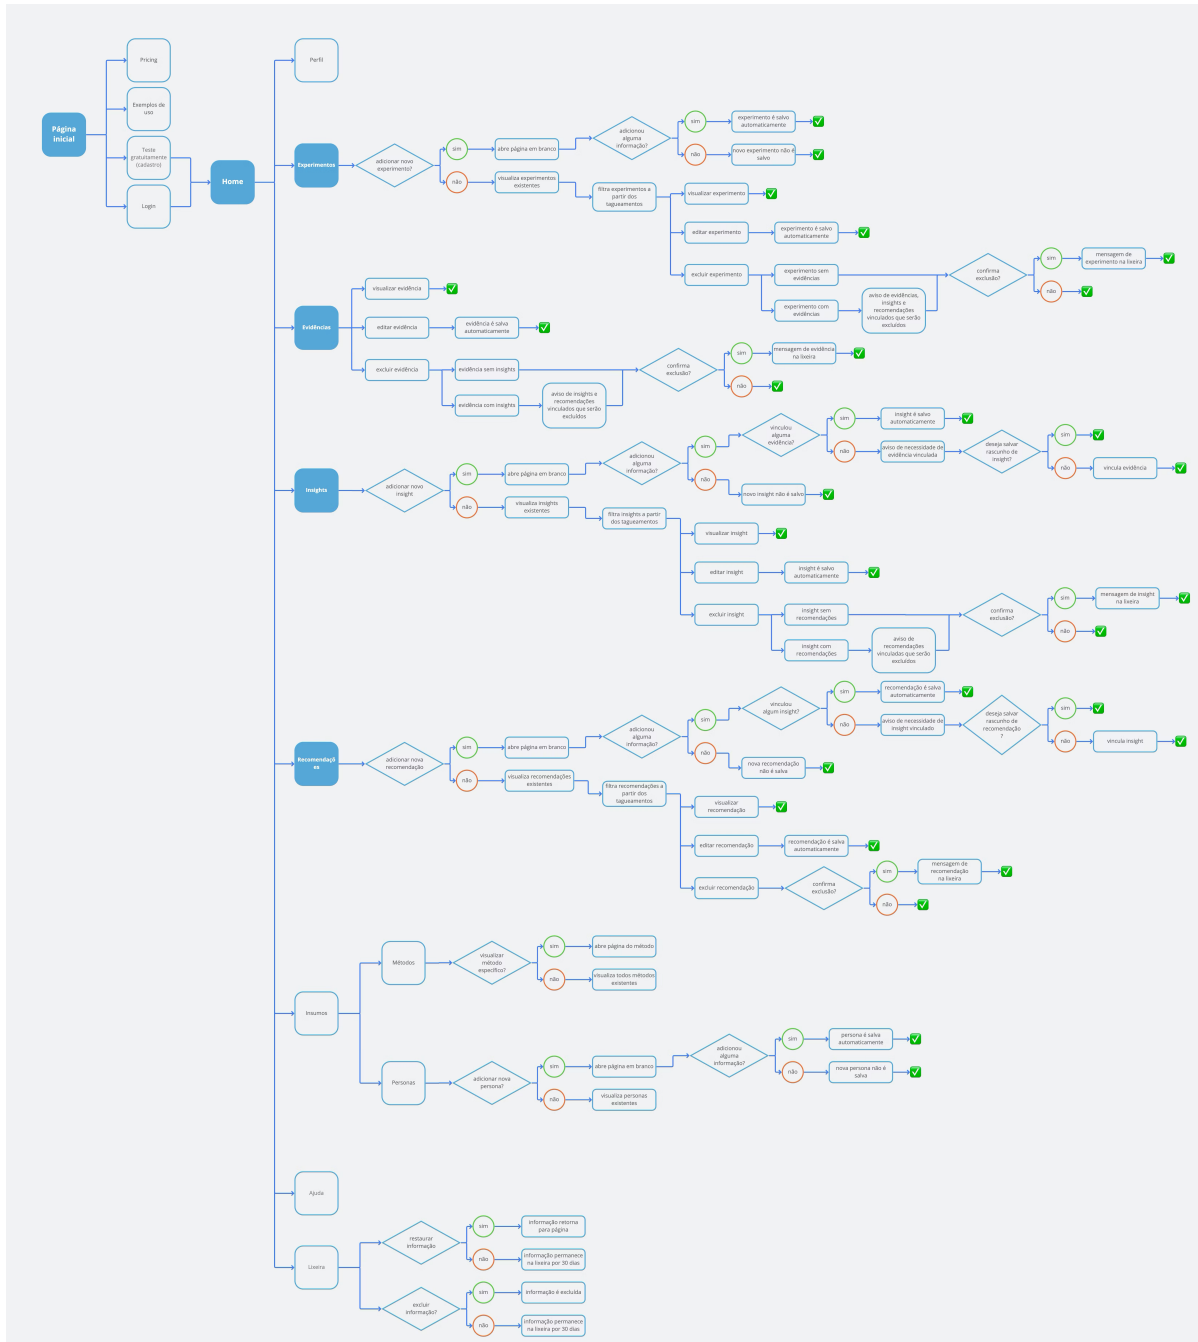 Página
Inicial
Pricing
Exemplos de
uso
Teste
gratuitamente
(cadastro)
Login
Home
Perfil
Experimentos
adicionar novo
experimento?
sim
abre página em branco
adicionou
alguma
informação?
sim
experimento é salvo
automaticamente
não
novo experimento não é
salvo
não
visualiza experimentos
existentes
filtra experimentos a
partir dos
tagueamentos
visualizar experimento
editar experimento
experimento é salvo
automaticamente
excluir experimento
experimento sem
evidências
experimento com
evidências
aviso de evidências,
insights e
recomendações
vinculados que serão
excluídos
confirma
exclusão?
sim
mensagem de
experimento na lixeira
não
Evidências
visualizar evidência
editar evidência
evidência é salva
automaticamente
excluir evidência
evidência sem insights
evidência com insights
aviso de insights e
recomendações
vinculados que serão
excluídos
confirma
exclusão?
sim
mensagem de evidência
na lixeira
não
Insights
adicionar novo
insight
sim
abre página em branco
adicionou
alguma
informação?
sim
vinculou
alguma
evidência?
sim
insight é salvo
automaticamente
não
aviso de necessidade de
evidência vinculada
deseja salvar
rascunho de
insight?
sim
não
vincula evidência
não
novo insight não é salvo
não
visualiza insights
existentes
filtra insights a partir
dos tagueamentos
visualizar insight
editar insight
insight é salvo
automaticamente
excluir insight
insight sem
recomendações
insight com
recomendações
aviso de
recomendações
vinculadas que serão
excluídos
confirma
exclusão?
sim
mensagem de insight
na lixeira
não
Recomendaçõ
es
adicionar nova
recomendação
sim
abre página em branco
adicionou
alguma
informação?
sim
vinculou
algum insight?
sim
recomendação é salva
automaticamente
não
aviso de necessidade de
insight vinculado
deseja salvar
rascunho de
recomendação
?
sim
não
vincula insight
não
nova recomendação
não é salva
não
visualiza recomendações
existentes
filtra recomendações a
partir dos
tagueamentos
visualizar
recomendação
editar recomendação
recomendação é salva
automaticamente
excluir recomendação
confirma
exclusão?
sim
mensagem de
recomendação
na lixeira
não
Insumos
Métodos
visualizar
método
específico?
sim
abre página do método
não
visualiza todos métodos
existentes
Personas
adicionar nova
persona?
sim
abre página em branco
adicionou
alguma
informação?
sim
persona é salva
automaticamente
não
nova persona não é
salva
não
visualiza personas
existentes
Ajuda
Lixeira
restaurar
informação
sim
informação retorna
para página
não
informação permanece
na lixeira por 30 dias
excluir
informação?
sim
informação é excluída
não
informação permanece
na lixeira por 30 dias